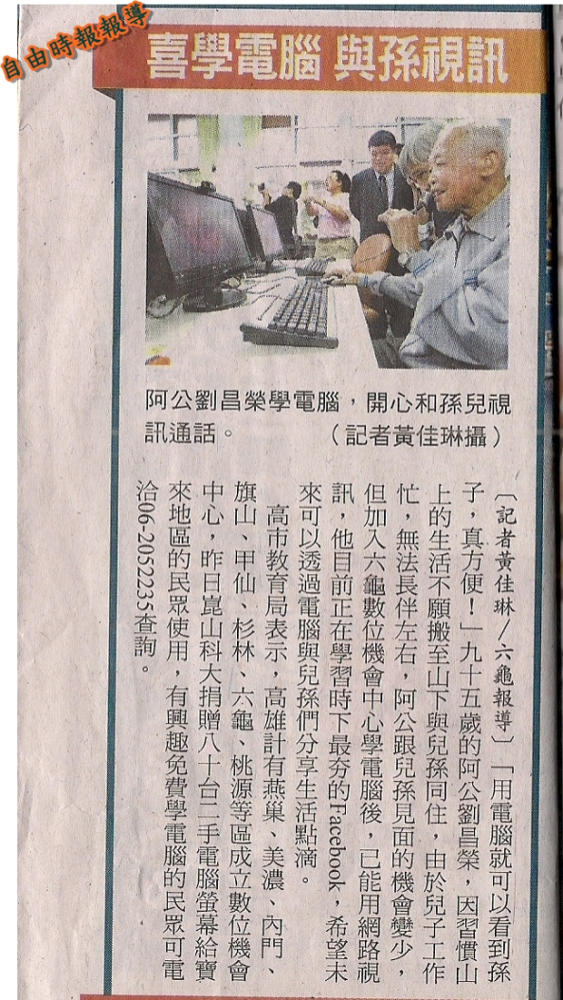 自由時報報導
喜學電腦 與孫視訊
阿公劉昌榮學電腦，開心和孫兒視
訊通話。　　　（記者黃佳琳攝）
〔記者黃佳琳／六龜報導〕「用電腦就可以看到孫
子，真方便！」九十五歲的阿公劉昌榮，因習慣山
上的生活不願搬至山下與兒孫同住，由於兒子工作
忙，無法長伴左右，阿公跟兒孫見面的機會變少，
但加入六龜數位機會中心學電腦後，已能用網路視
訊，他目前正在學習時下最夯的Facebook，希望未
來可以透過電腦與兒孫們分享生活點滴。
高市教育局表示，高雄計有燕巢、美濃、內門、
旗山、甲仙、杉林、六龜、桃源等區成立數位機會
中心，昨日崑山科大捐贈八十台二手電腦螢幕給寶
來地區的民眾使用，有興趣免費學電腦的民眾可電
洽06-2052235查詢。